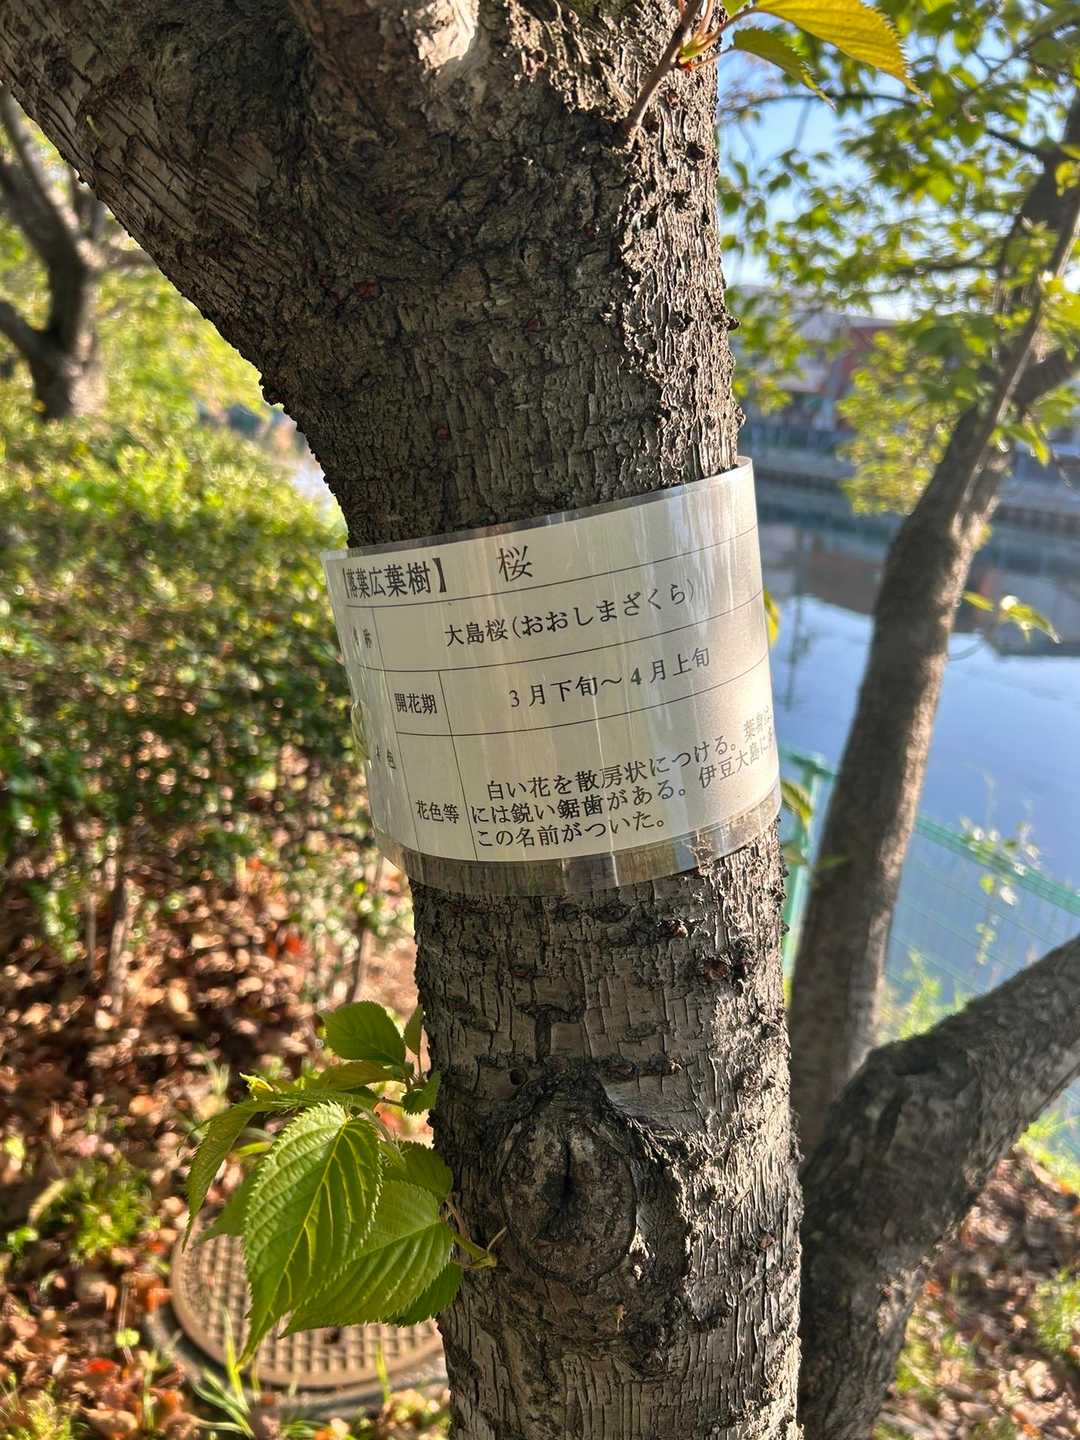 【落葉広葉樹】 桜
称 大島桜(おおしまざくら)
開花期 3月下旬～4月上旬
色
花色等
白い花を散房状につける。葉身
には鋭い鋸歯がある。伊豆大島に
この名前がついた。